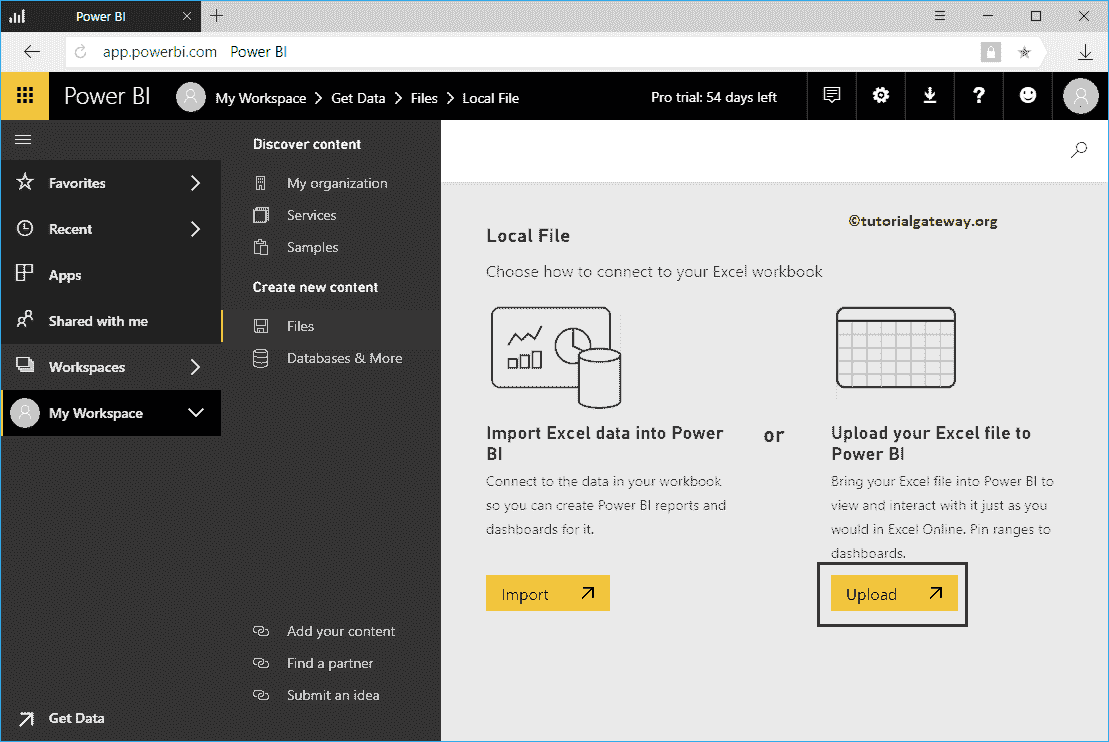 Power BI
app.powerbi.com Power BI
Power BI My Workspace > Get Data > Files > Local File Pro trial: 54 days left ?
Favorites
Recent
Apps
Shared with me
Workspaces
My Workspace
Get Data
Discover content
My organization
Services
Samples
Create new content
Files
Databases & More
Add your content
Find a partner
Submit an idea
©tutorialgateway.org
Local File
Choose how to connect to your Excel workbook
Import Excel data into Power
BI
Connect to the data in your workbook
so you can create Power BI reports and
dashboards for it.
Import
or
Upload your Excel file to
Power BI
Bring your Excel file into Power BI to
view and interact with it just as you
would in Excel Online. Pin ranges to
dashboards.
Upload